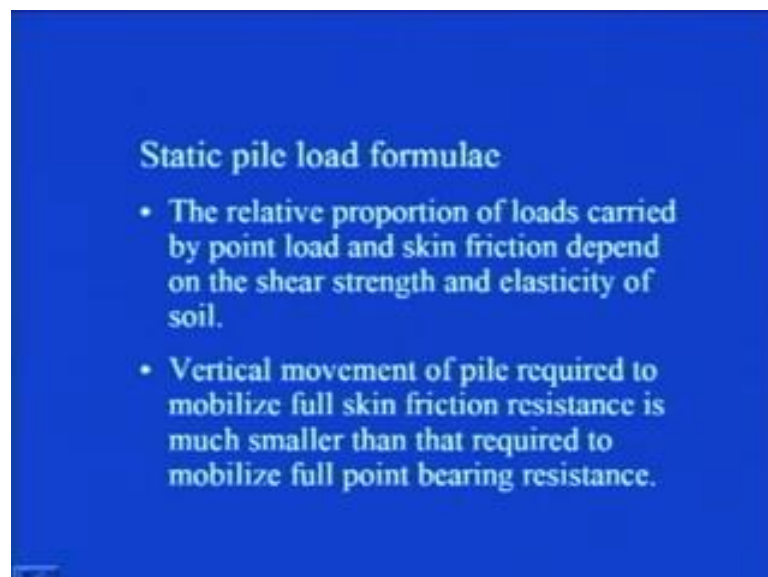 Static pile load formulae
• The relative proportion of loads carried
by point load and skin friction depend
on the shear strength and elasticity of
soil.
• Vertical movement of pile required to
mobilize full skin friction resistance is
much smaller than that required to
mobilize full point bearing resistance.